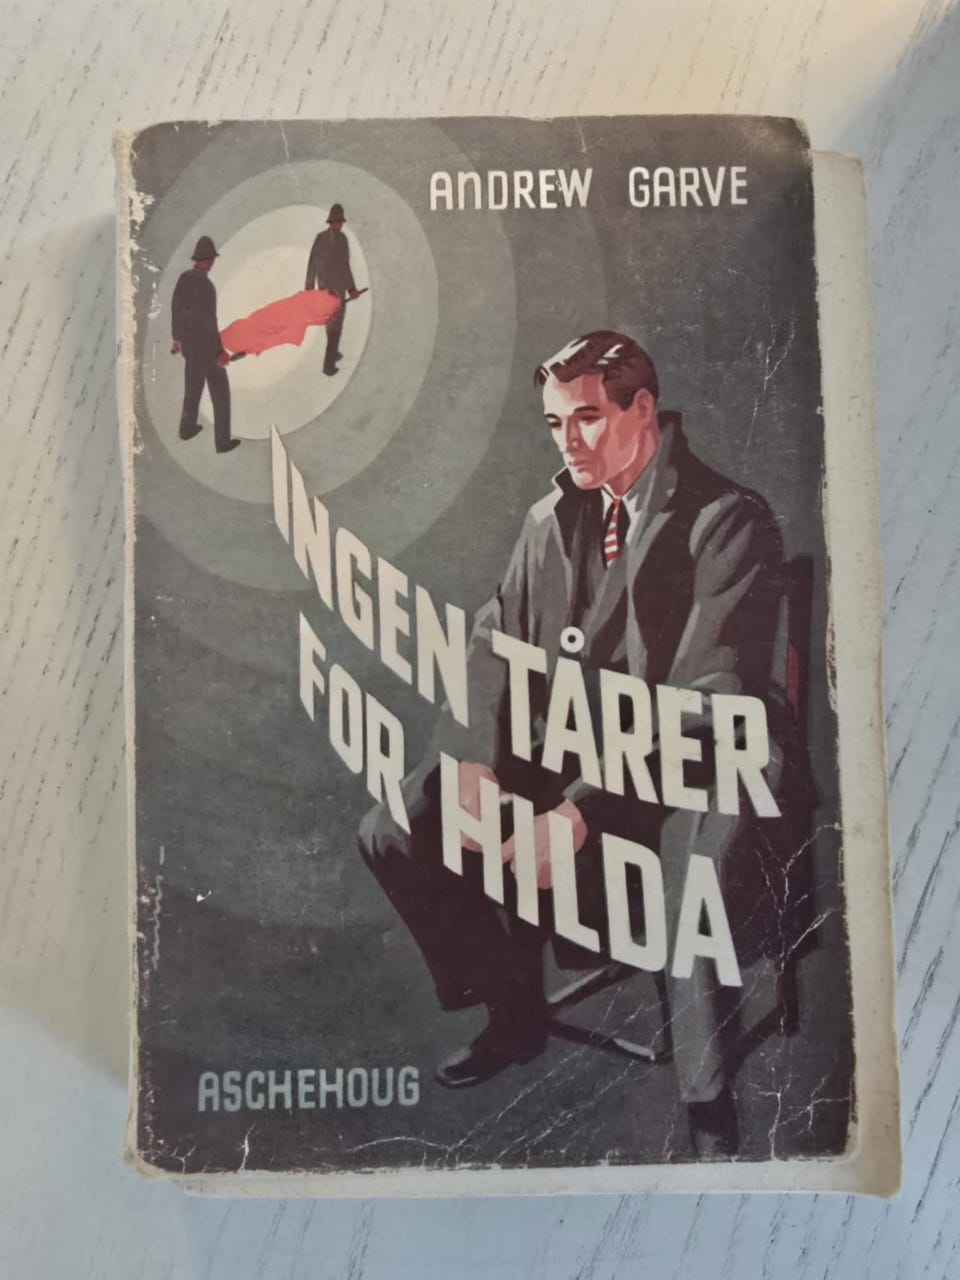 ANDREW GARVE
INGEN TÅRER
FOR HILDA
ASCHEHOUG